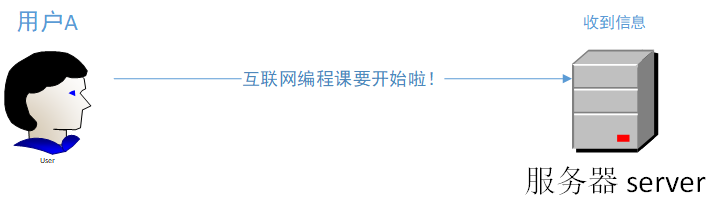 用户A
收到信息
互联网编程课要开始啦！
User
服务器 server